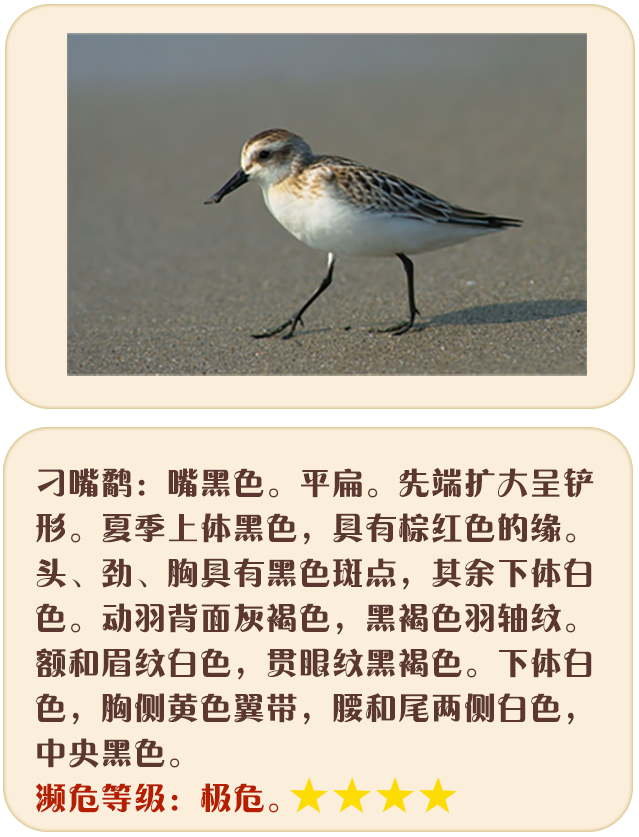 刁嘴鹬：嘴黑色。平扁。先端扩大呈铲
形。夏季上体黑色，具有棕红色的缘。
头、劲、胸具有黑色斑点，其余下体白
色。动羽背面灰褐色，黑褐色羽轴纹。
额和眉纹白色，贯眼纹黑褐色。下体白
色，胸侧黄色翼带，腰和尾两侧白色，
中央黑色。
濒危等级：极危。★★★★